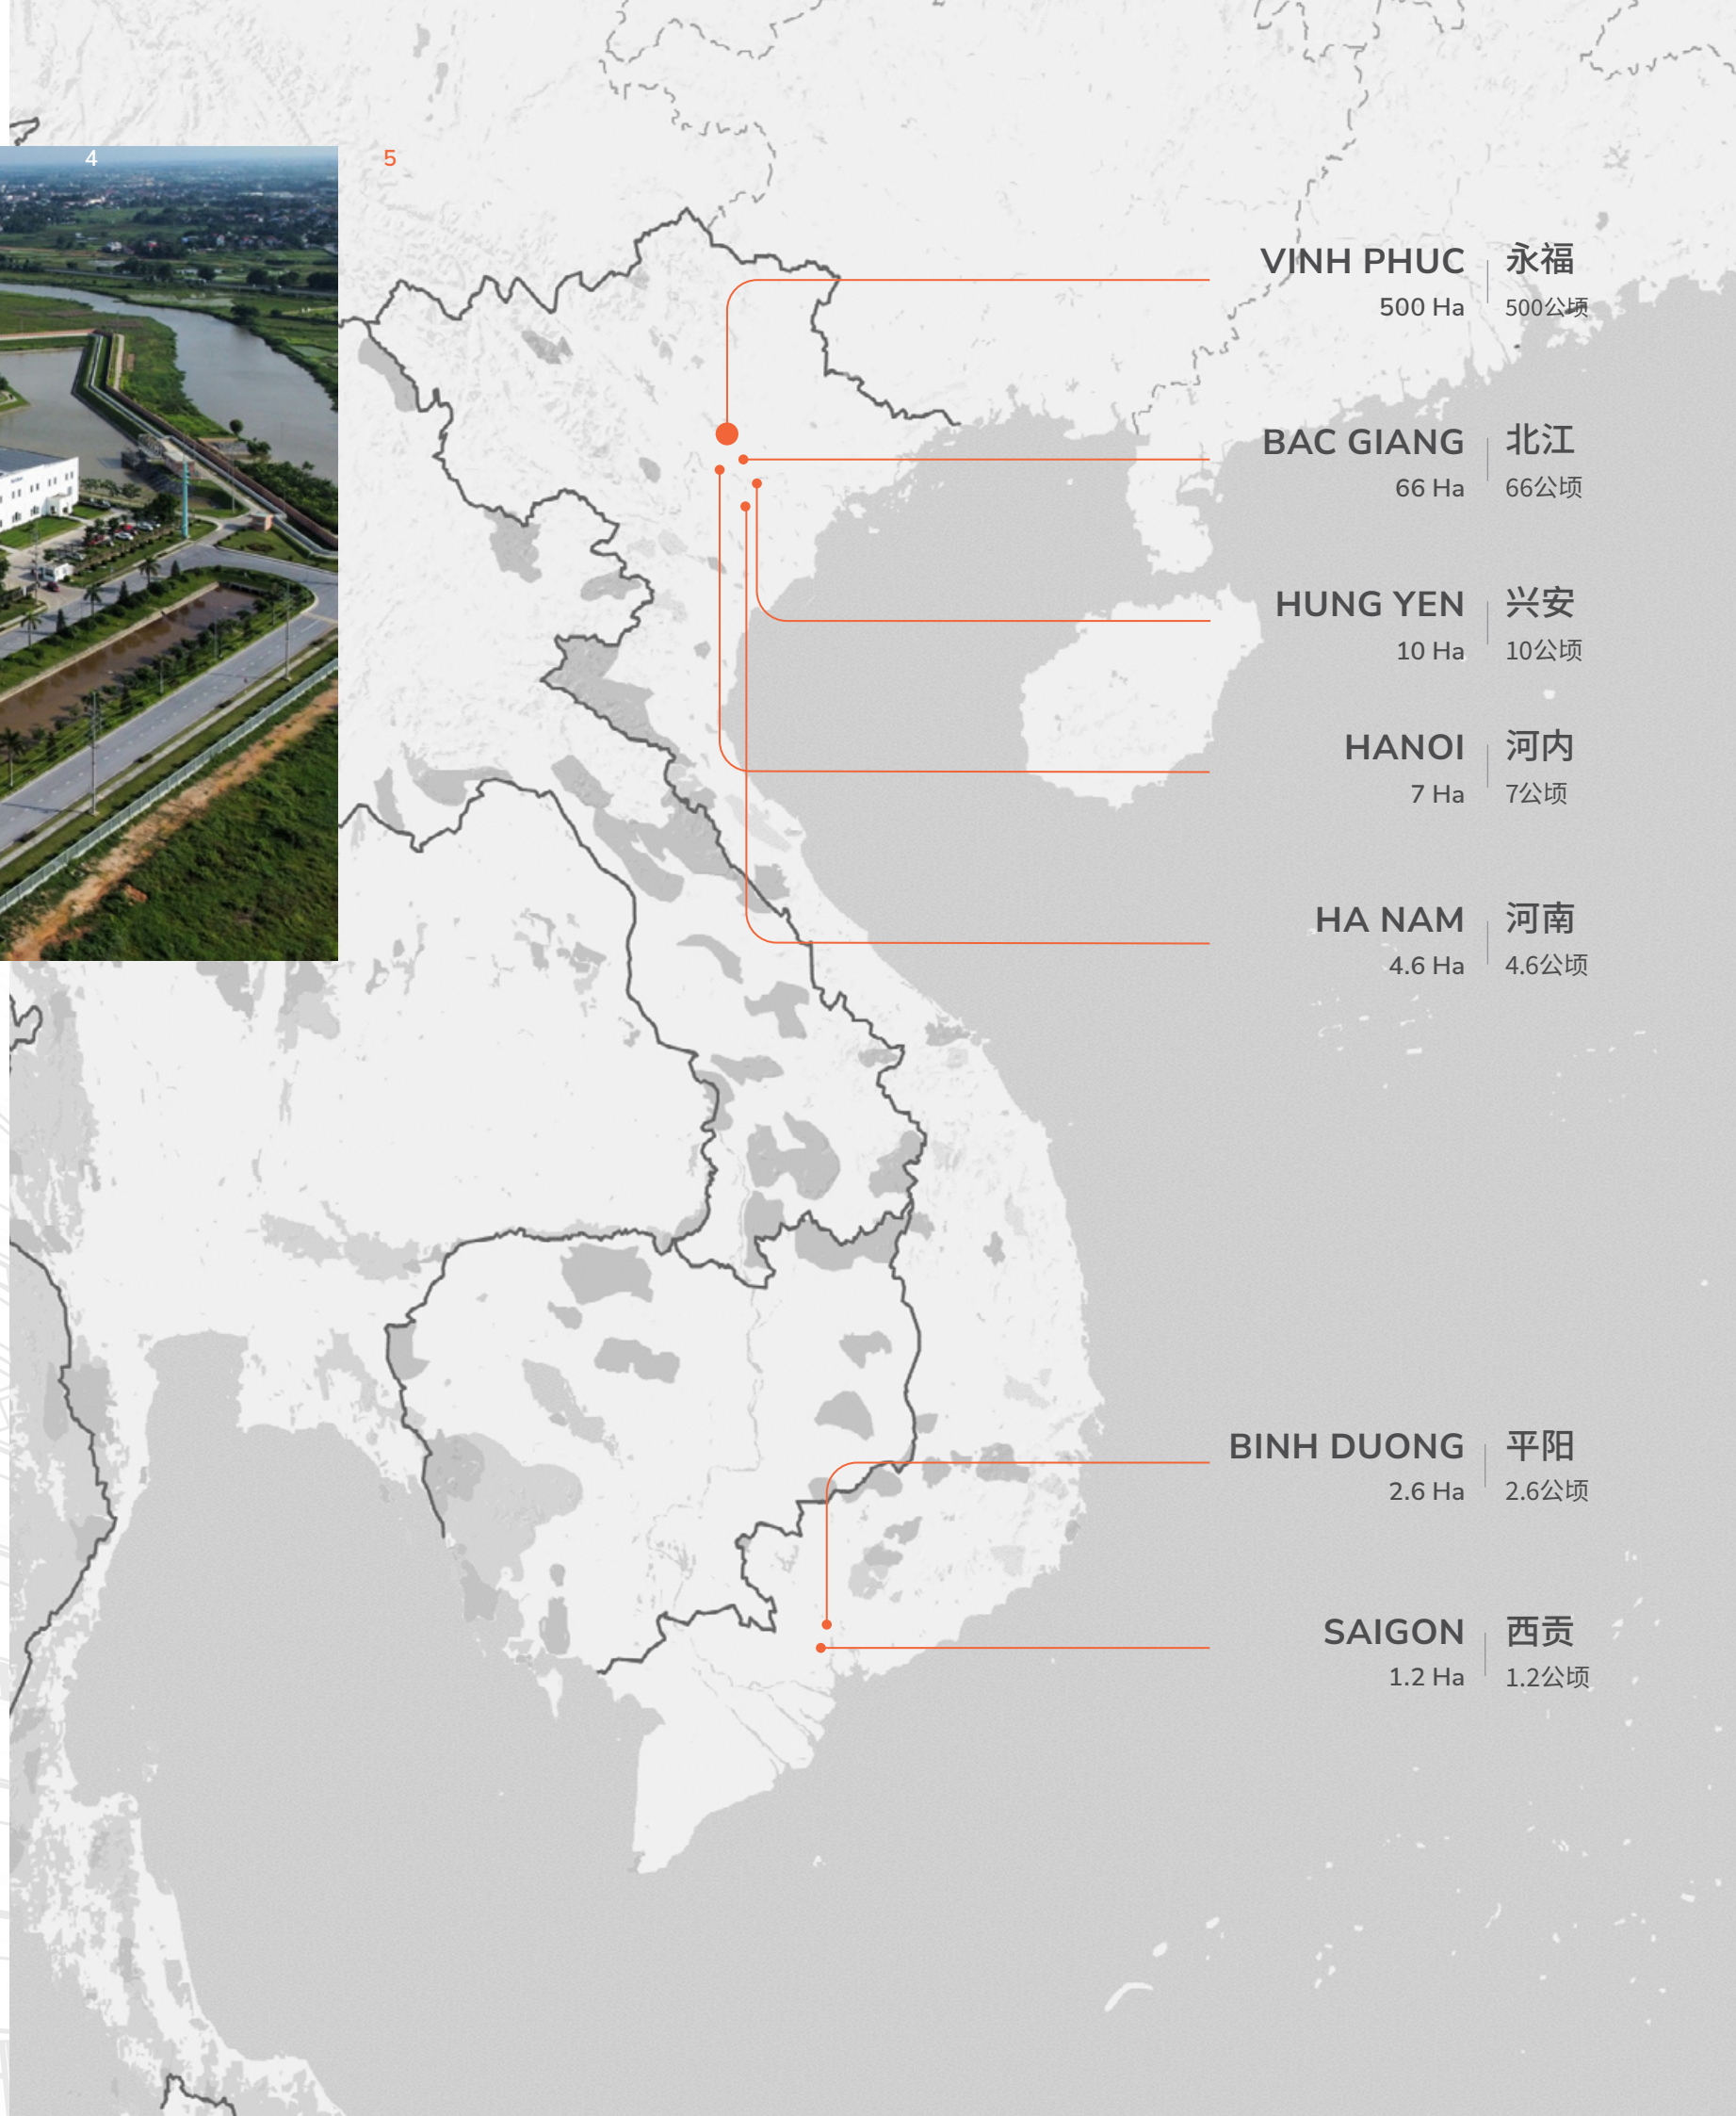 4
5
VINH PHUC 永福
500 Ha 500公顷
BAC GIANG 北江
66 Ha 66公顷
HUNG YEN 兴安
10 Ha 10公顷
HANOI 河内
7 Ha 7公顷
HA NAM 河南
4.6 Ha 4.6公顷
BINH DUONG 平阳
2.6 Ha 2.6公顷
SAIGON 西贡
1.2 Ha 1.2公顷